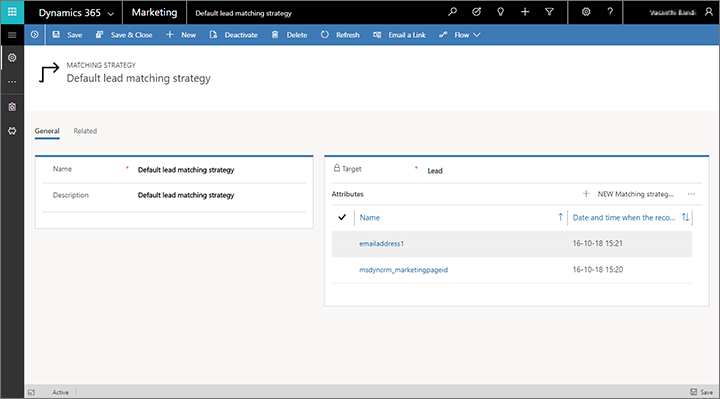 Dynamics 365 Marketing Default lead matching strategy Vasanthi Bandi
Save Save & Close New Deactivate Delete Refresh Email a Link Flow
MATCHING STRATEGY
Default lead matching strategy
General Related
Name * Default lead matching strategy
Description Default lead matching strategy
Target * Lead
Attributes NEW Matching strateg... ...
Name Date and time when the reco...
emailaddress1 16-10-18 15:21
msdyncrm_marketingpageid 16-10-18 15:20
Active Save